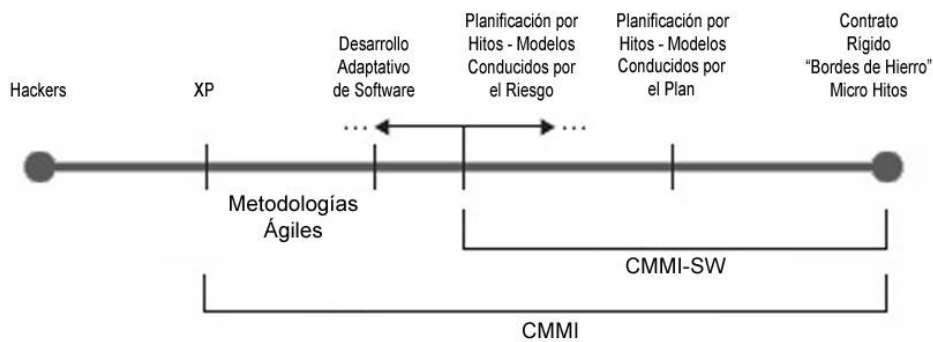 Hackers
XP
Desarrollo
Adaptativo
de Software
Planificación por
Hitos - Modelos
Conducidos por
el Riesgo
Planificación por
Hitos - Modelos
Conducidos por
el Plan
Contrato
Rígido
“Bordes de Hierro”
Micro Hitos
...
...
Metodologías
Ágiles
CMMI-SW
CMMI